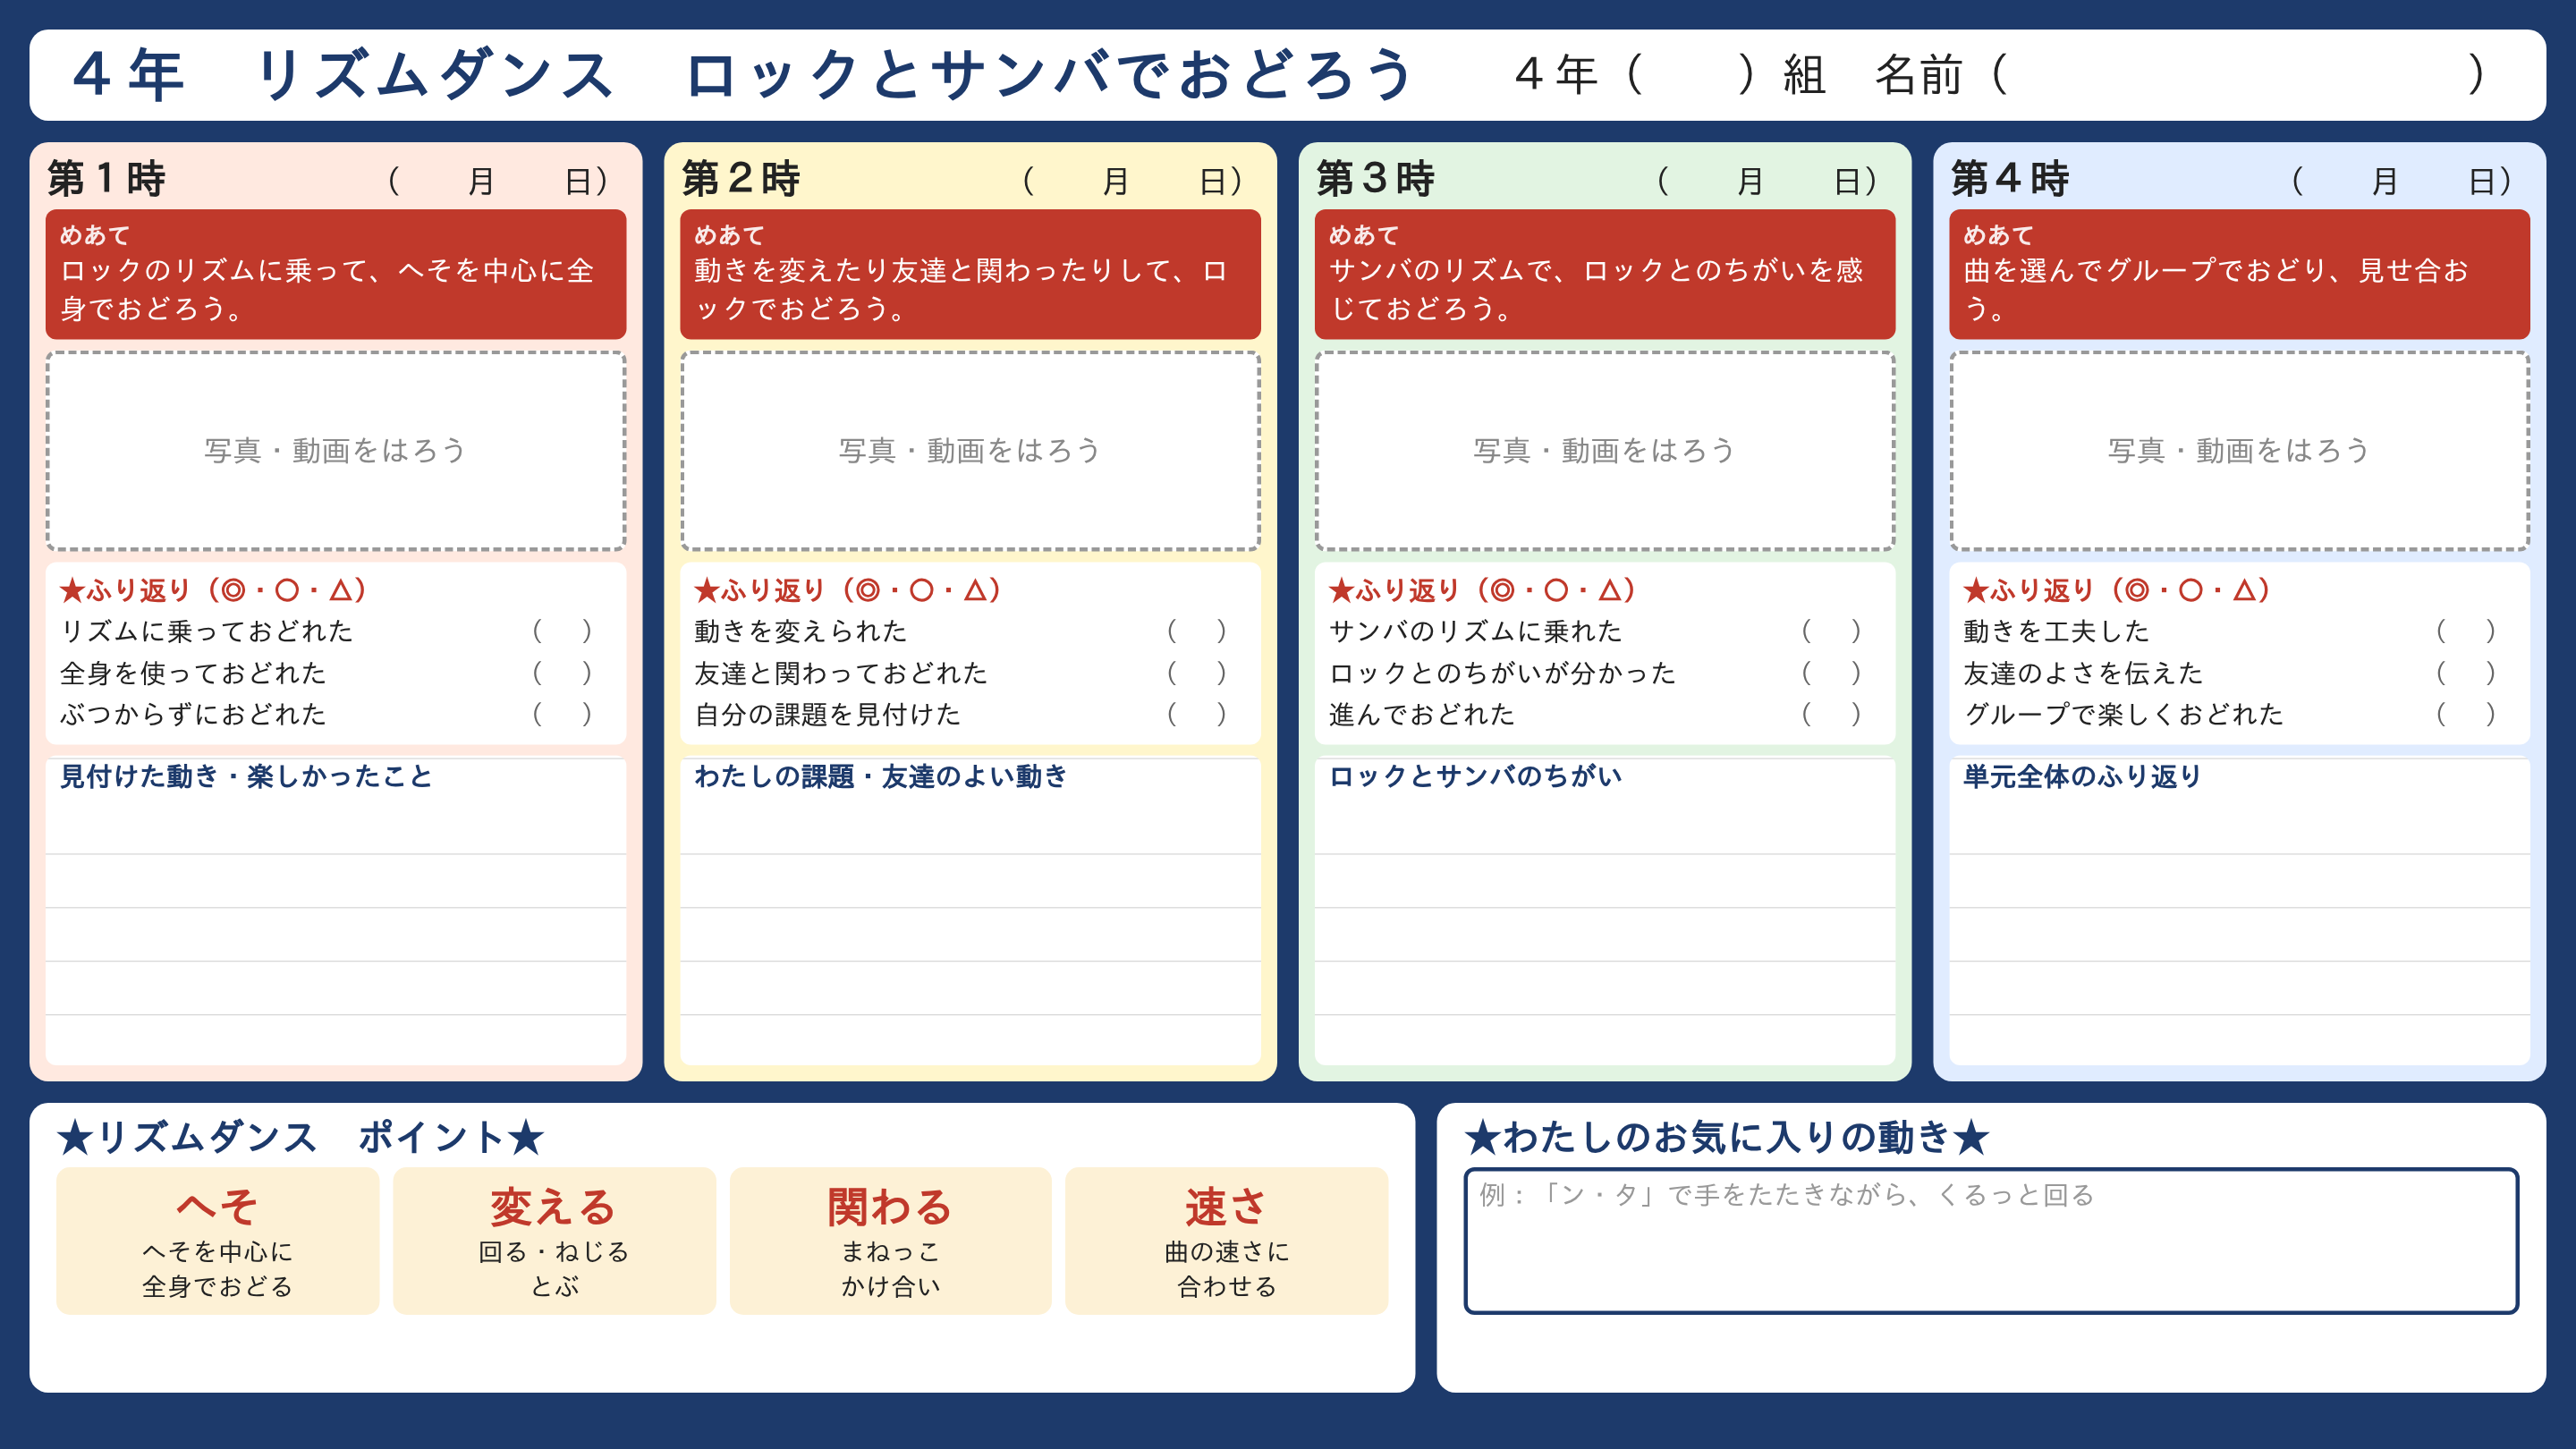 ４年　リズムダンス　ロックとサンバでおどろう　４年（　　）組　名前（　　　　　　　　　）
第１時　（　　月　　日）
めあて
ロックのリズムに乗って、へそを中心に全
身でおどろう。
写真・動画をはろう
★ふり返り（◎・○・△）
リズムに乗っておどれた　（　）
全身を使っておどれた　（　）
ぶつからずにおどれた　（　）
見付けた動き・楽しかったこと
第２時　（　　月　　日）
めあて
動きを変えたり友達と関わったりして、ロ
ックでおどろう。
写真・動画をはろう
★ふり返り（◎・○・△）
動きを変えられた　（　）
友達と関わっておどれた　（　）
自分の課題を見付けた　（　）
わたしの課題・友達のよい動き
第３時　（　　月　　日）
めあて
サンバのリズムで、ロックとのちがいを感
じておどろう。
写真・動画をはろう
★ふり返り（◎・○・△）
サンバのリズムに乗れた　（　）
ロックとのちがいが分かった　（　）
進んでおどれた　（　）
ロックとサンバのちがい
第４時　（　　月　　日）
めあて
曲を選んでグループでおどり、見せ合お
う。
写真・動画をはろう
★ふり返り（◎・○・△）
動きを工夫した　（　）
友達のよさを伝えた　（　）
グループで楽しくおどれた　（　）
単元全体のふり返り
★リズムダンス　ポイント★
へそ
へそを中心に
全身でおどる
変える
回る・ねじる
とぶ
関わる
まねっこ
かけ合い
速さ
曲の速さに
合わせる
★わたしのお気に入りの動き★
例：「ン・タ」で手をたたきながら、くるっと回る